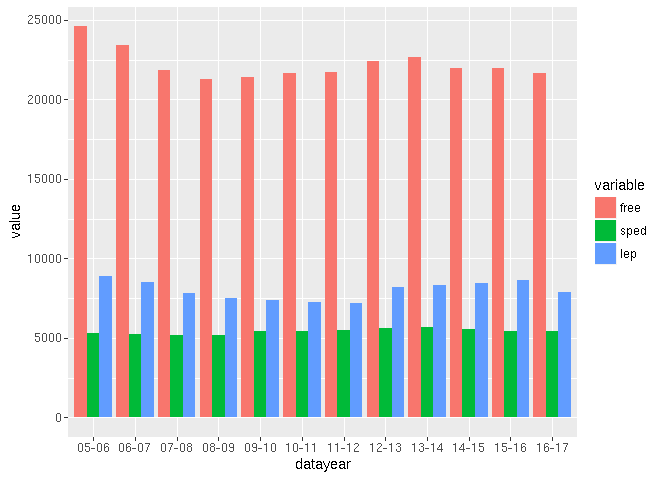 25000
20000
15000
10000
5000
0
value
05-06 06-07 07-08 08-09 09-10 10-11 11-12 12-13 13-14 14-15 15-16 16-17
datayear
variable
free
sped
lep